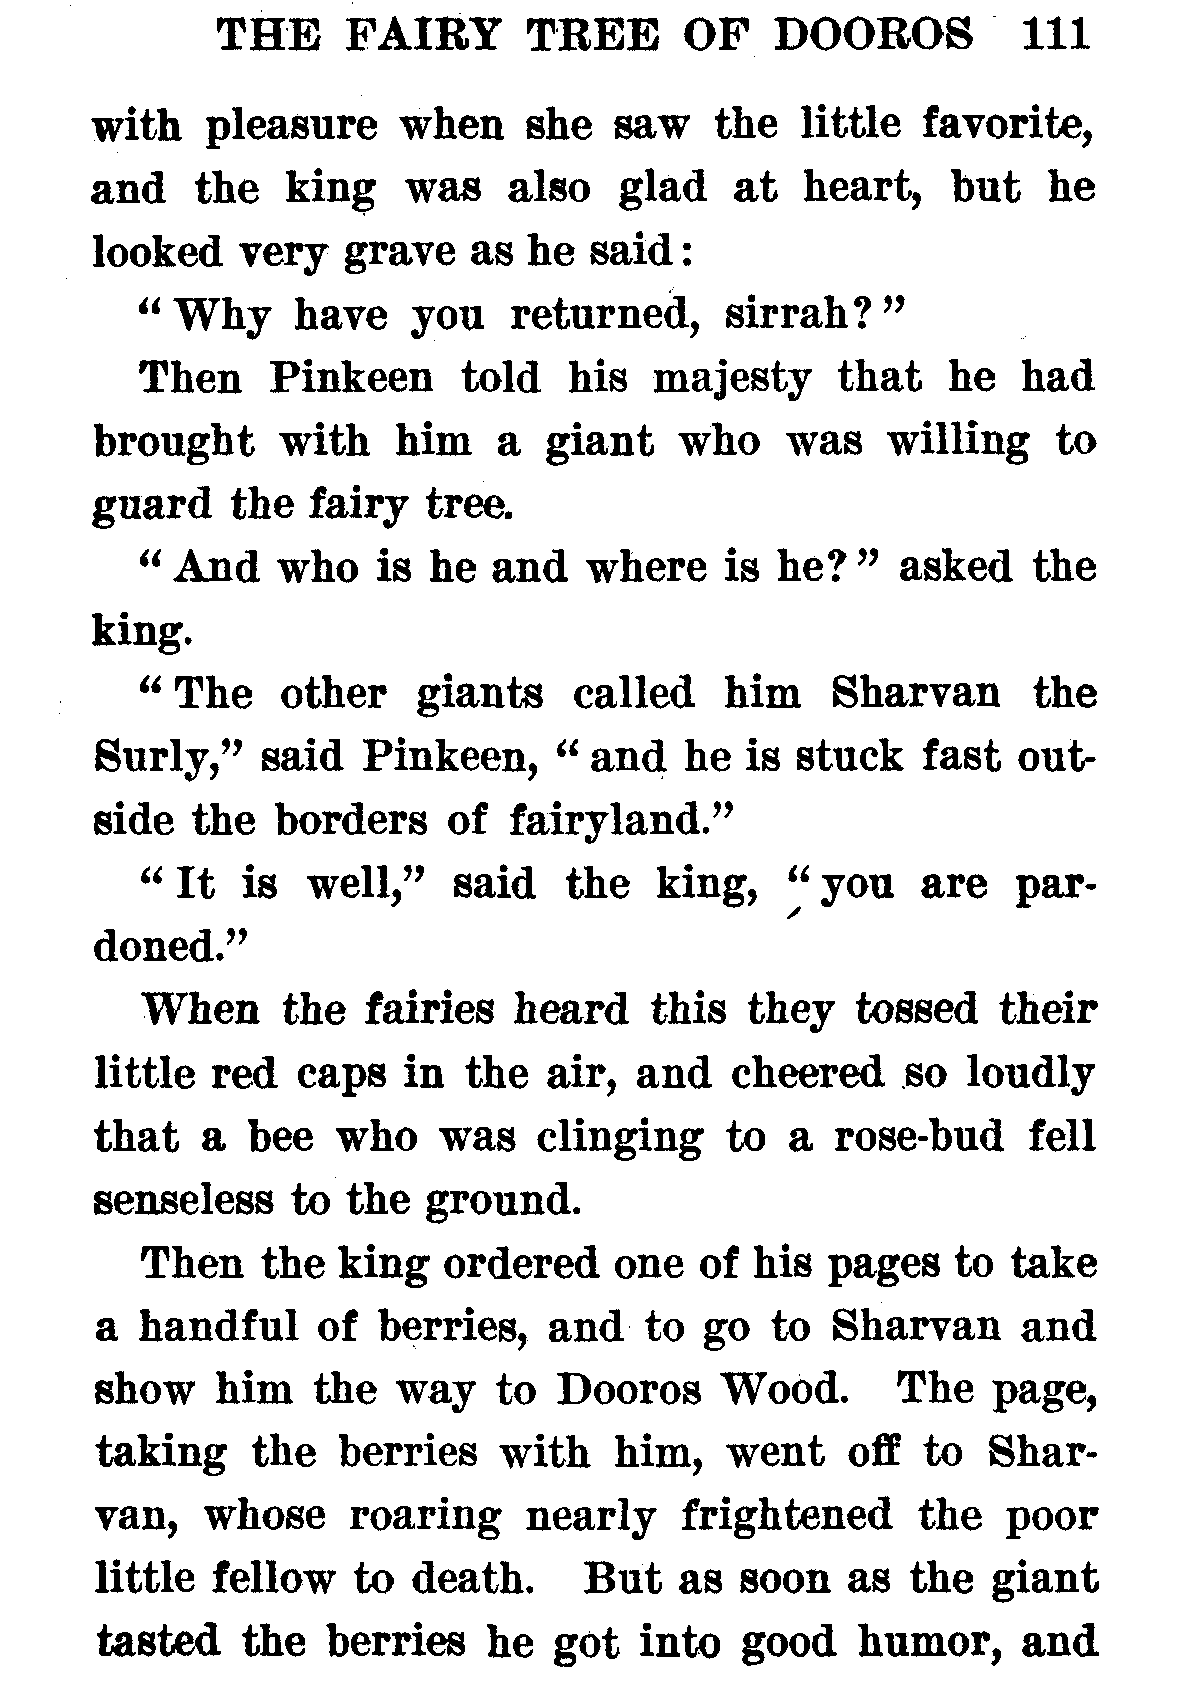 THE FAIRY TREE OF DOOROS 111
with pleasure when she saw the little favorite,
and the king was also glad at heart, but he
looked very grave as he said:
“Why have you returned, sirrah?”
Then Pinkeen told his majesty that he had
brought with him a giant who was willing to
guard the fairy tree.
“And who is he and where is he?” asked the
king.
“The other giants called him Sharvan the
Surly,” said Pinkeen, “and he is stuck fast out-
side the borders of fairyland.”
“It is well,” said the king, “you are par-
doned.”
When the fairies heard this they tossed their
little red caps in the air, and cheered so loudly
that a bee who was clinging to a rose-bud fell
senseless to the ground.
Then the king ordered one of his pages to take
a handful of berries, and to go to Sharvan and
show him the way to Dooros Wood. The page,
taking the berries with him, went off to Shar-
van, whose roaring nearly frightened the poor
little fellow to death. But as soon as the giant
tasted the berries he got into good humor, and